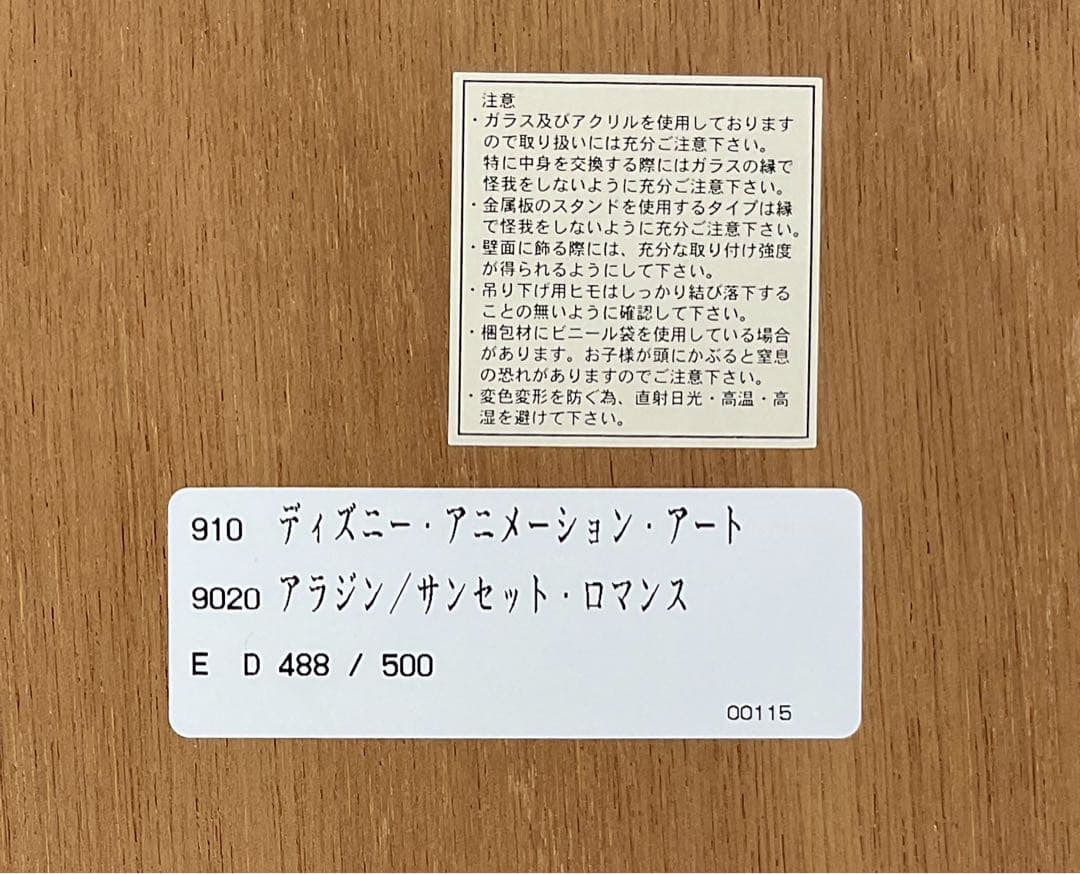 注意
・ガラス及びアクリルを使用しております
ので取り扱いには充分ご注意下さい。
特に中身を交換する際にはガラスの縁で
怪我をしないように充分ご注意下さい。
・金属板のスタンドを使用するタイプは縁
で怪我をしないように充分ご注意下さい。
・壁面に飾る際には、充分な取り付け強度
が得られるようにして下さい。
・吊り下げ用ヒモはしっかり結び落下する
ことの無いように確認して下さい。
・梱包材にビニール袋を使用している場合
があります。お子様が頭にかぶると窒息
の恐れがありますのでご注意下さい。
・変色変形を防ぐ為、直射日光・高温・高
湿を避けて下さい。
910 ディズニー・アニメーション・アート
9020 アラジン/サンセット・ロマンス
E D 488 / 500
00115